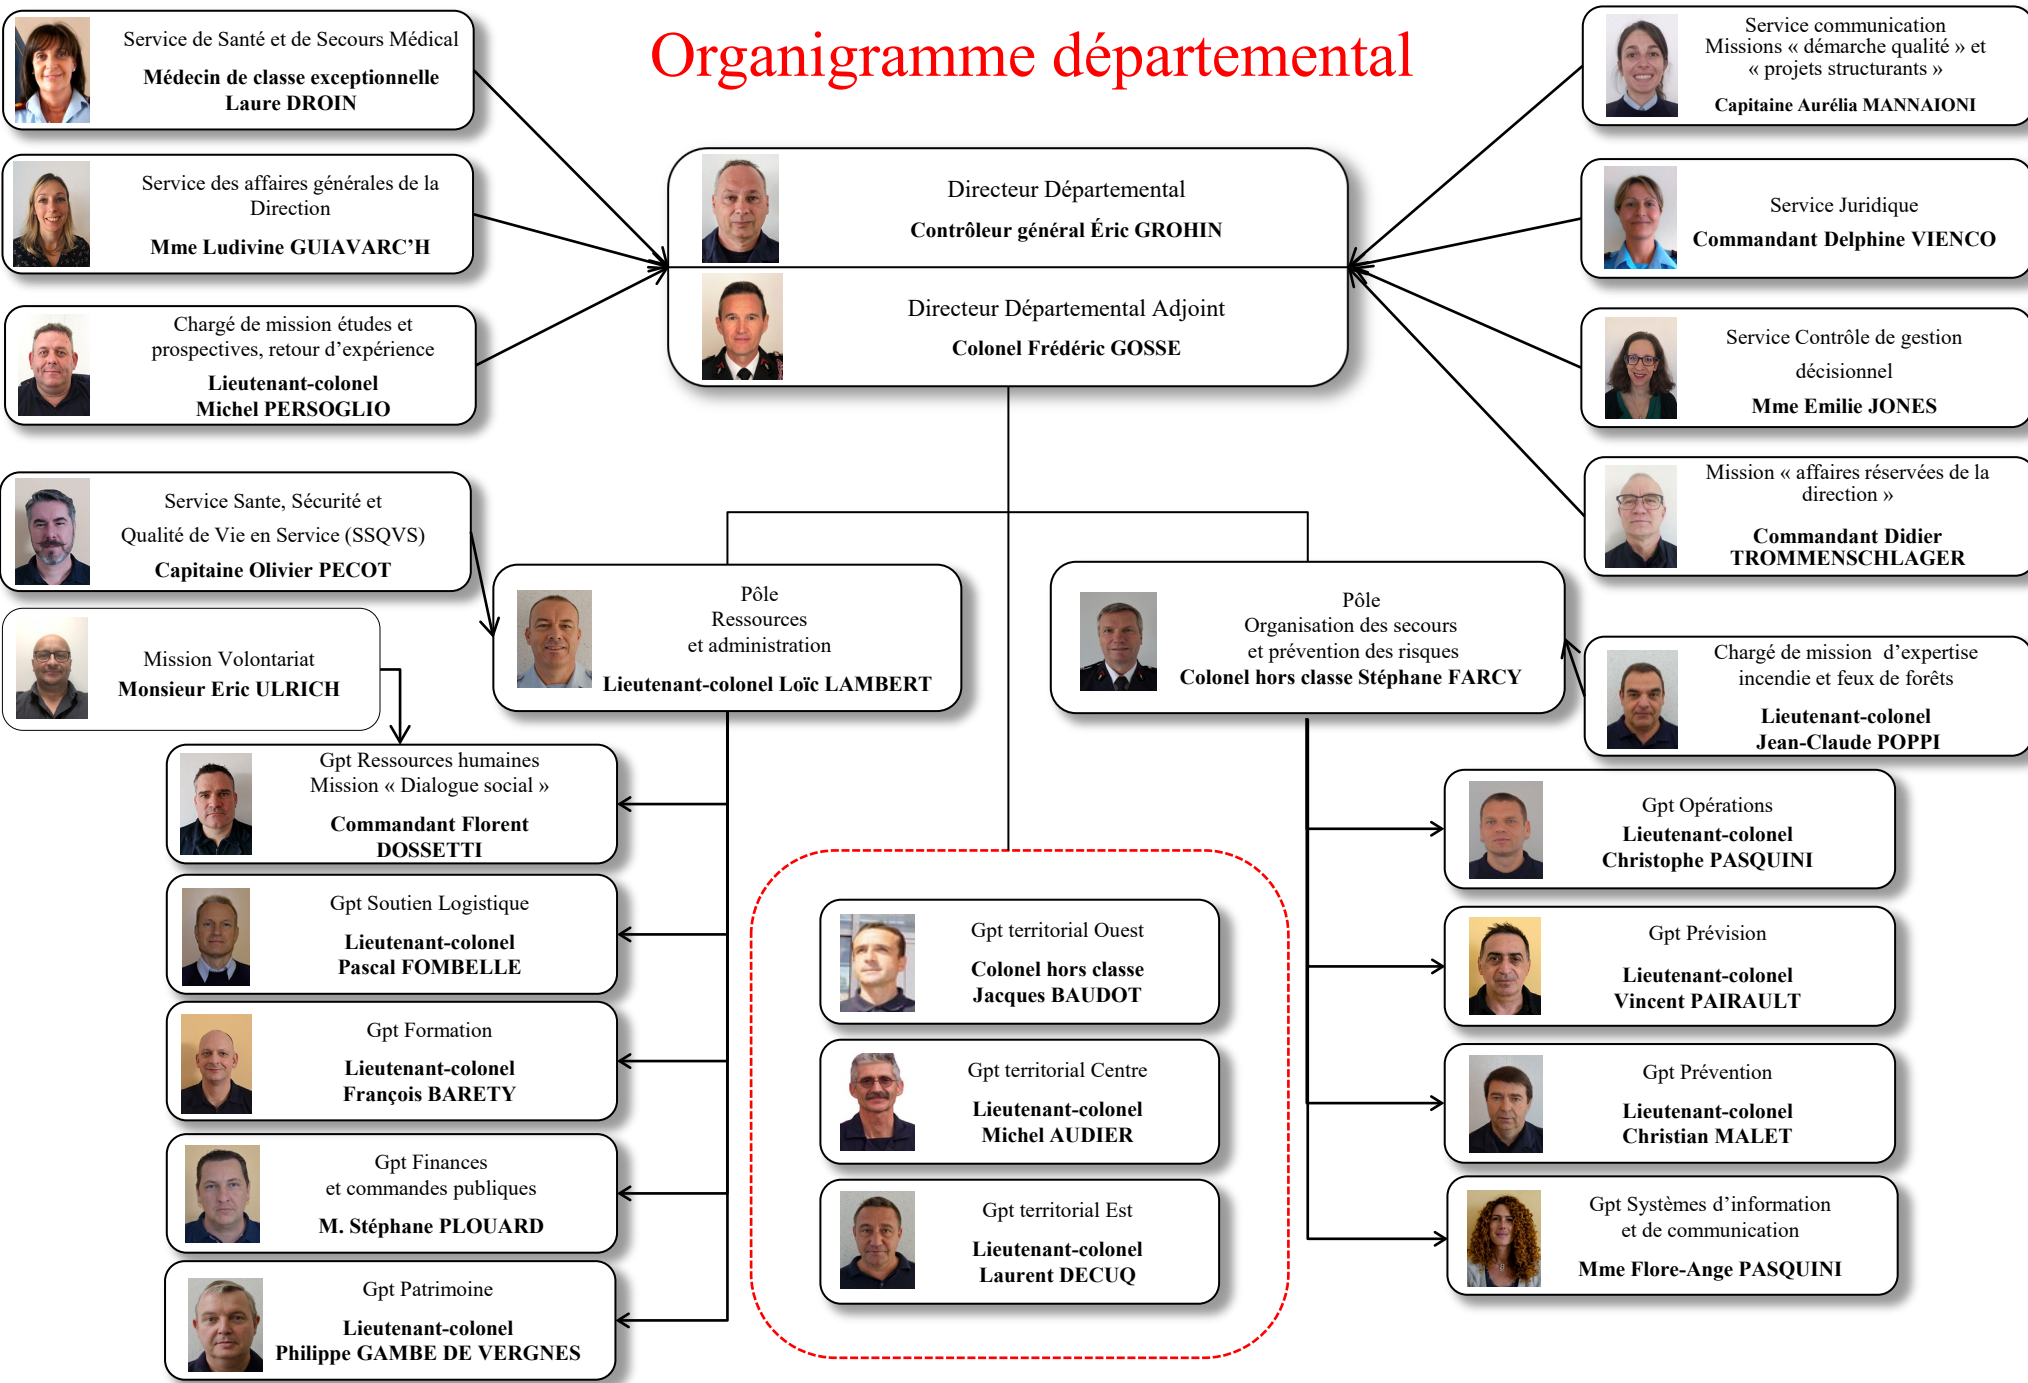 Organigramme départemental
Service de Santé et de Secours Médical
Médecin de classe exceptionnelle
Laure DROIN
Service des affaires générales de la
Direction
Mme Ludivine GUIAVARC’H
Chargé de mission études et
prospectives, retour d’expérience
Lieutenant-colonel
Michel PERSOGLIO
Directeur Départemental
Contrôleur général Éric GROHIN
Directeur Départemental Adjoint
Colonel Frédéric GOSSE
Service communication
Missions « démarche qualité » et
« projets structurants »
Capitaine Aurélia MANNAIONI
Service Juridique
Commandant Delphine VIENCO
Service Contrôle de gestion
décisionnel
Mme Emilie JONES
Mission « affaires réservées de la
direction »
Commandant Didier
TROMMENSCHLAGER
Service Sante, Sécurité et
Qualité de Vie en Service (SSQVS)
Capitaine Olivier PECOT
Mission Volontariat
Monsieur Eric ULRICH
Pôle
Ressources
et administration
Lieutenant-colonel Loïc LAMBERT
Pôle
Organisation des secours
et prévention des risques
Colonel hors classe Stéphane FARCY
Chargé de mission  d’expertise
incendie et feux de forêts
Lieutenant-colonel
Jean-Claude POPPI
Gpt Ressources humaines
Mission « Dialogue social »
Commandant Florent
DOSSETTI
Gpt Soutien Logistique
Lieutenant-colonel
Pascal FOMBELLE
Gpt Formation
Lieutenant-colonel
François BARETY
Gpt Finances
et commandes publiques
M. Stéphane PLOUARD
Gpt Patrimoine
Lieutenant-colonel
Philippe GAMBE DE VERGNES
Gpt territorial Ouest
Colonel hors classe
Jacques BAUDOT
Gpt territorial Centre
Lieutenant-colonel
Michel AUDIER
Gpt territorial Est
Lieutenant-colonel
Laurent DECUQ
Gpt Opérations
Lieutenant-colonel
Christophe PASQUINI
Gpt Prévision
Lieutenant-colonel
Vincent PAIRAULT
Gpt Prévention
Lieutenant-colonel
Christian MALET
Gpt Systèmes d’information
et de communication
Mme Flore-Ange PASQUINI